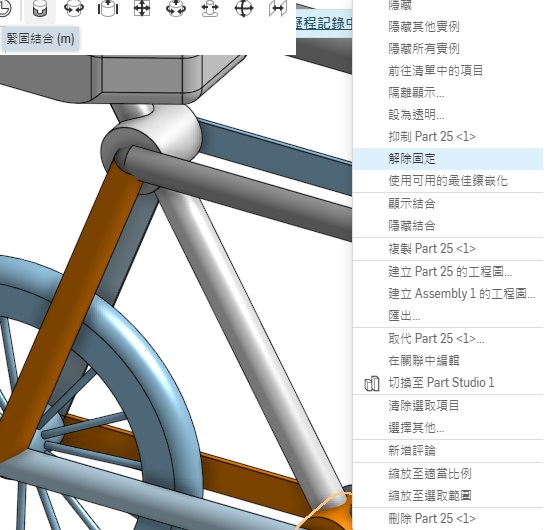 緊固結合 (m)
歷程記錄中
隱藏
隱藏其他實例
隱藏所有實例
前往清單中的項目
隔離顯示...
設為透明...
抑制 Part 25 <1>
解除固定
使用可用的最佳鑲嵌化
顯示結合
隱藏結合
複製 Part 25 <1>
建立 Part 25 的工程圖...
建立 Assembly 1 的工程圖...
匯出...
取代 Part 25 <1>...
在關聯中編輯
切換至 Part Studio 1
清除選取項目
選擇其他...
新增評論
縮放至適當比例
縮放至選取範圍
刪除 Part 25 <1>